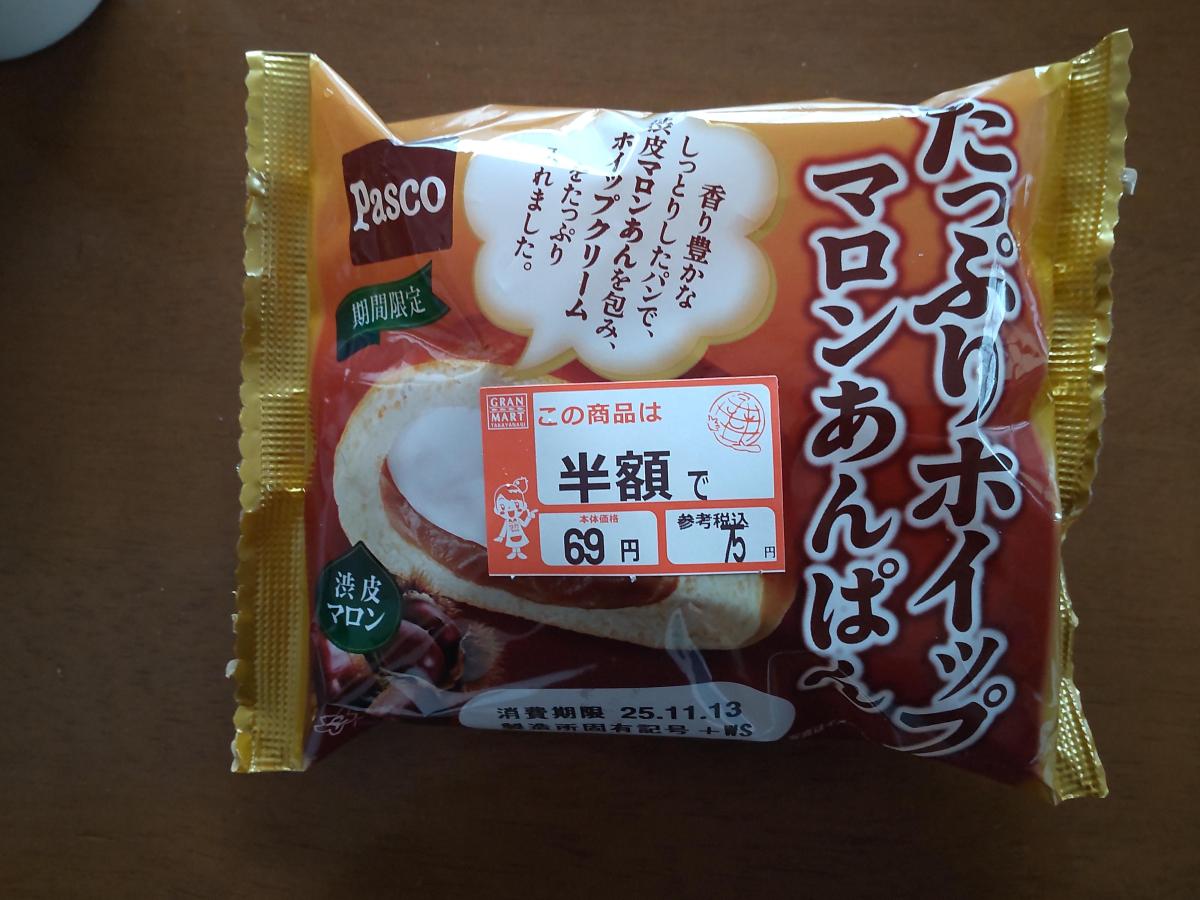 Pasco
期間限定
香り豊かな
しっとりしたパンで、
渋皮マロンあんを包み、
ホイップクリーム
をたっぷり
れました。
たっぷりホイップ
マロンあんぱん
GRAN
MART
TAKAYANAGI
この商品は
半額で
本体価格
69円
参考税込
75円
渋皮
マロン
消費期限 25.11.13
製造所固有記号 +WS